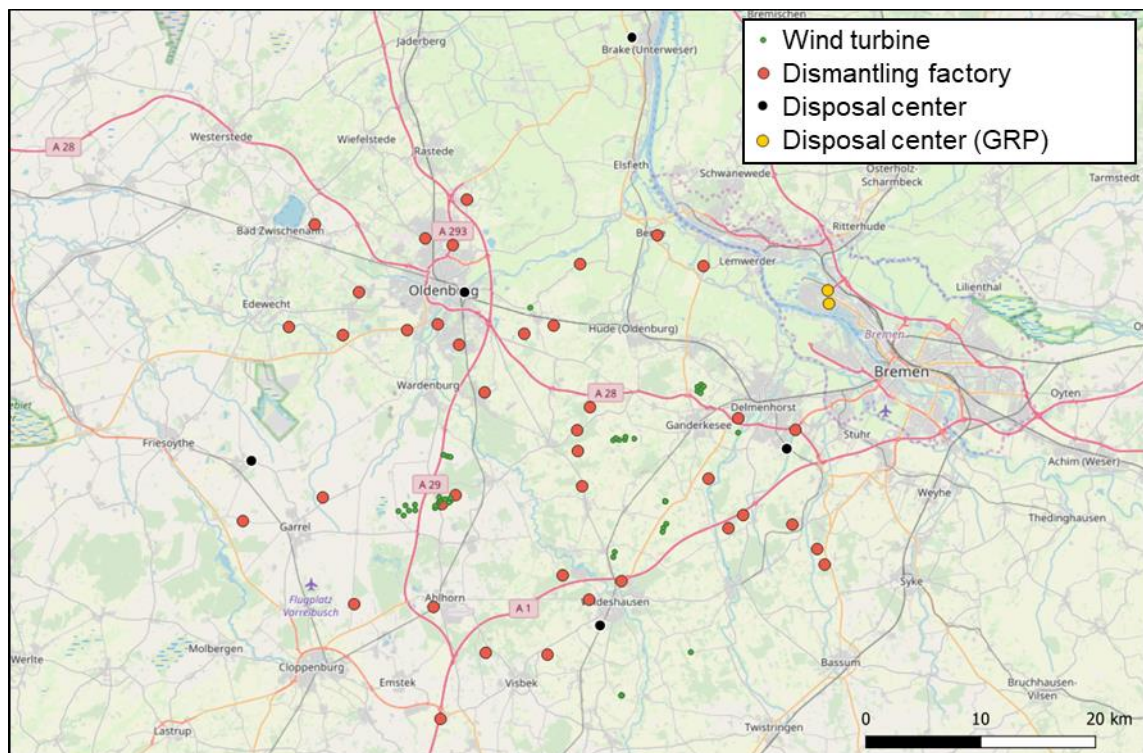 Bremischen
Jaderberg
Brake (Unterweser)
Wind turbine
Dismantling factory
Disposal center
Disposal center (GRP)
Westerstede
Wiefelstede
A 28
Rastede
Elsfleth
Schwanewede
Osterholz-
Scharmbeck
Tarmstedt
Ritterhude
Bad Zwischenahn
A 293
Lemwerder
Lilienthal
Edewecht
Oldenburg
Hude (Oldenburg)
Bremen
Bremen
Wardenburg
A 28
Oyten
Delmenhorst
Ganderkesee
Stuhr
Friesoythe
Achim (Weser)
A 29
Weyhe
Garrel
Thedinghausen
Flugplatz
Varrelbusch
Ahlhorn
A 1
Wildeshausen
Syke
Werlte
Molbergen
Cloppenburg
Emstek
Visbek
Bassum
Bruchhausen-
Vilsen
Lastrup
Twistringen
0 10 20 km